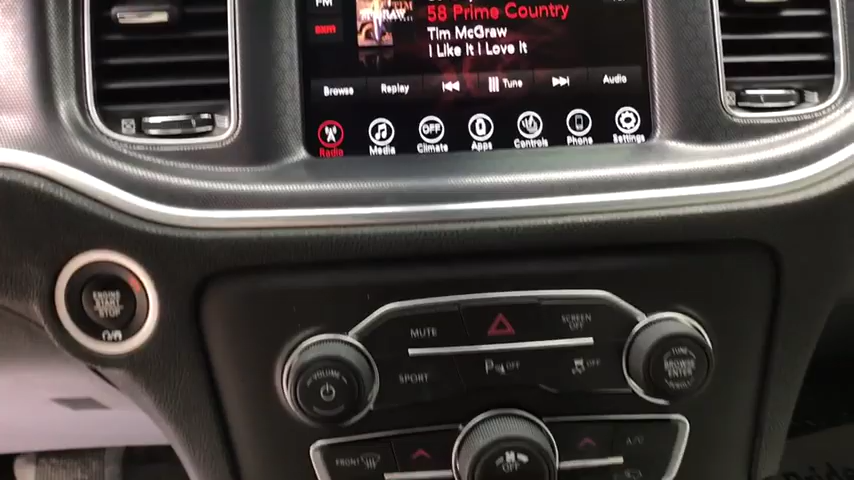 FM
SXM
58 Prime Country
Tim McGraw
I Like It I Love It
Browse Replay Tune Audio
Radio Media Climate Apps Controls Phone Settings
OFF
ENGINE
START
STOP
MUTE
SCREEN
OFF
SPORT
P OFF
OFF
VOLUME
TUNE
BROWSE
ENTER
FRONT
A/C
OFF